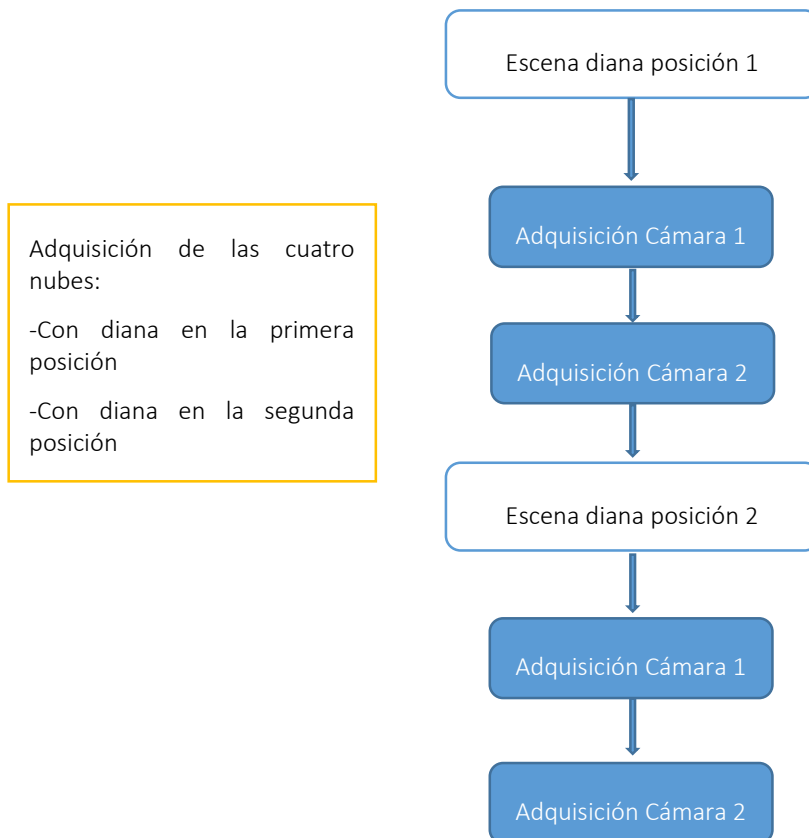 Escena diana posición 1
Adquisición Cámara 1
Adquisición de las cuatro
nubes:
-Con diana en la primera
posición
-Con diana en la segunda
posición
Adquisición Cámara 2
Escena diana posición 2
Adquisición Cámara 1
Adquisición Cámara 2